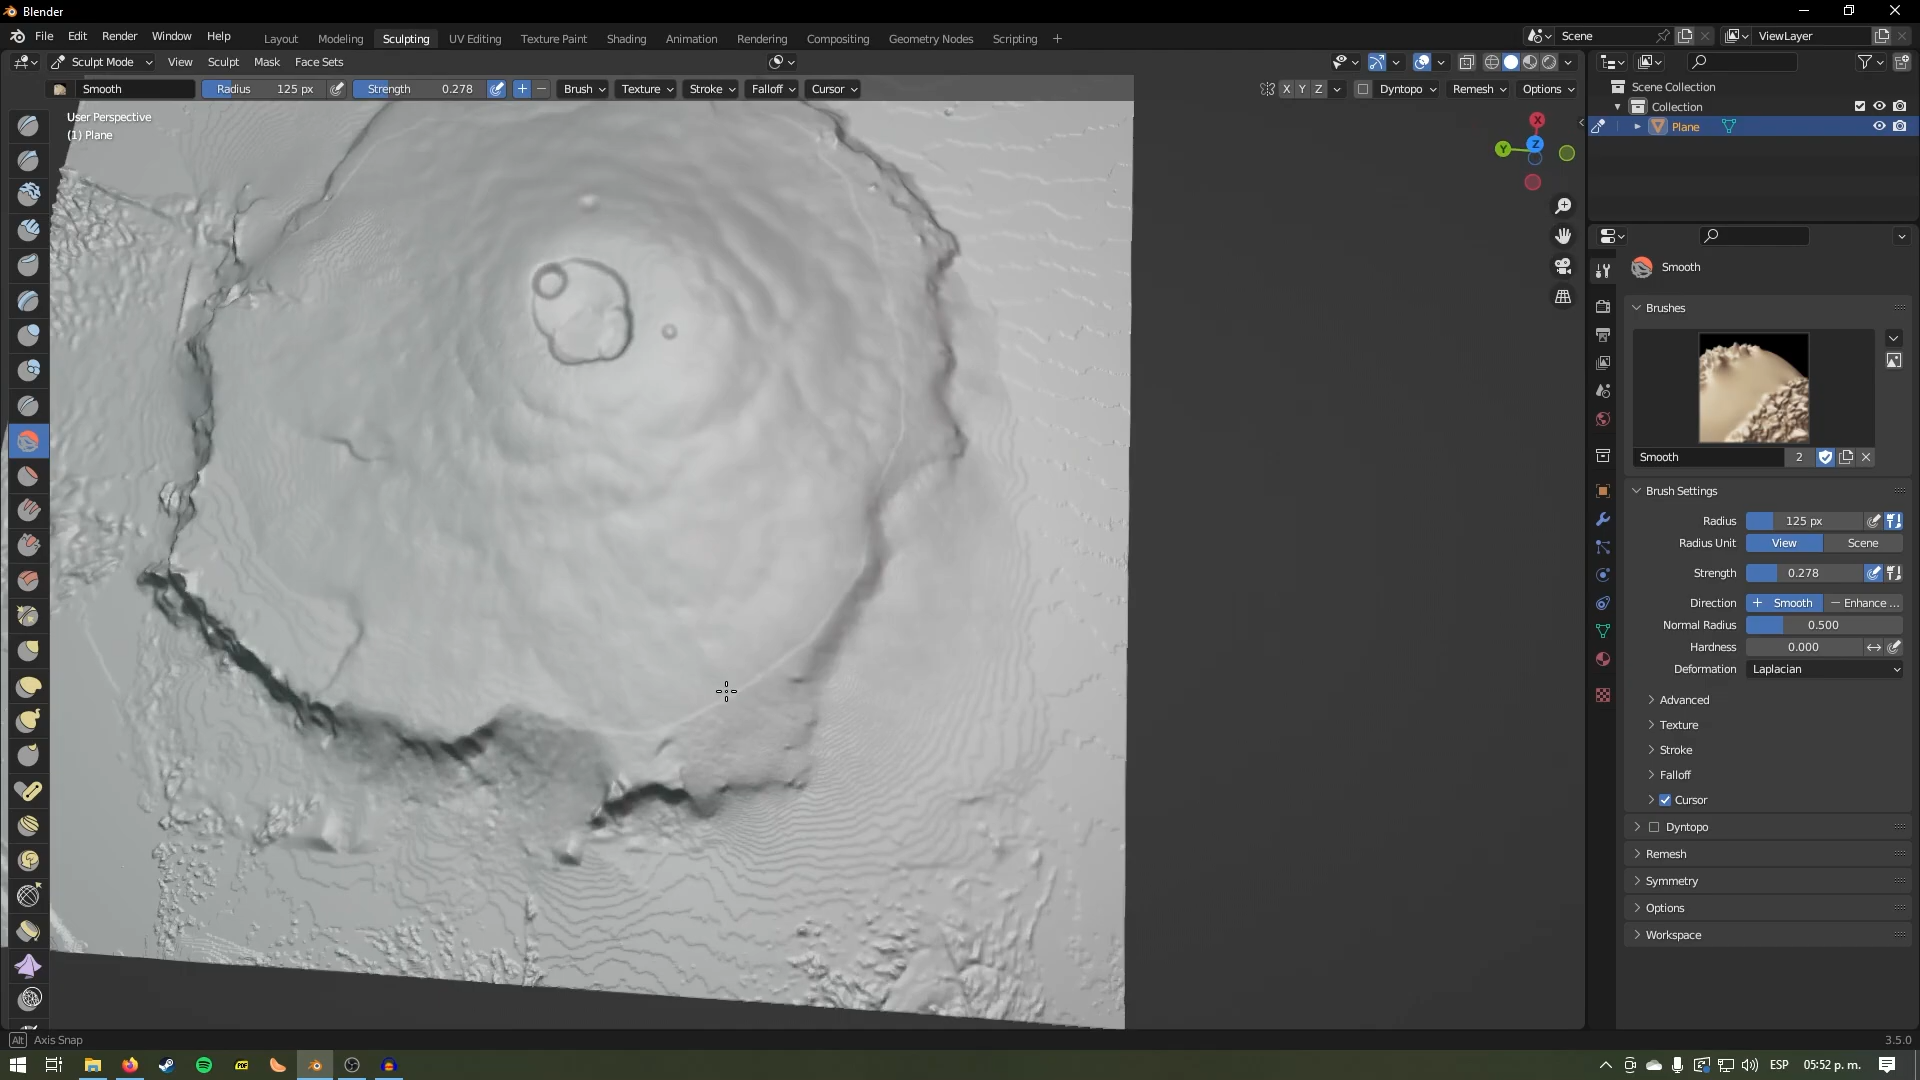 Blender
File Edit Render Window Help
Layout Modeling Sculpting UV Editing Texture Paint Shading Animation Rendering Compositing Geometry Nodes Scripting +
Scene
ViewLayer
Sculpt Mode View Sculpt Mask Face Sets
Smooth Radius 125 px Strength 0.278 + − Brush Texture Stroke Falloff Cursor
X Y Z Dyntopo Remesh Options
User Perspective
(1) Plane
X
Y
Z
Scene Collection
Collection
Plane
Smooth
Brushes
Smooth 2
Brush Settings
Radius 125 px
Radius Unit View Scene
Strength 0.278
Direction + Smooth − Enhance ...
Normal Radius 0.500
Hardness 0.000
Deformation Laplacian
Advanced
Texture
Stroke
Falloff
Cursor
Dyntopo
Remesh
Symmetry
Options
Workspace
Alt Axis Snap
3.5.0
PDF
ESP 05:52 p. m.